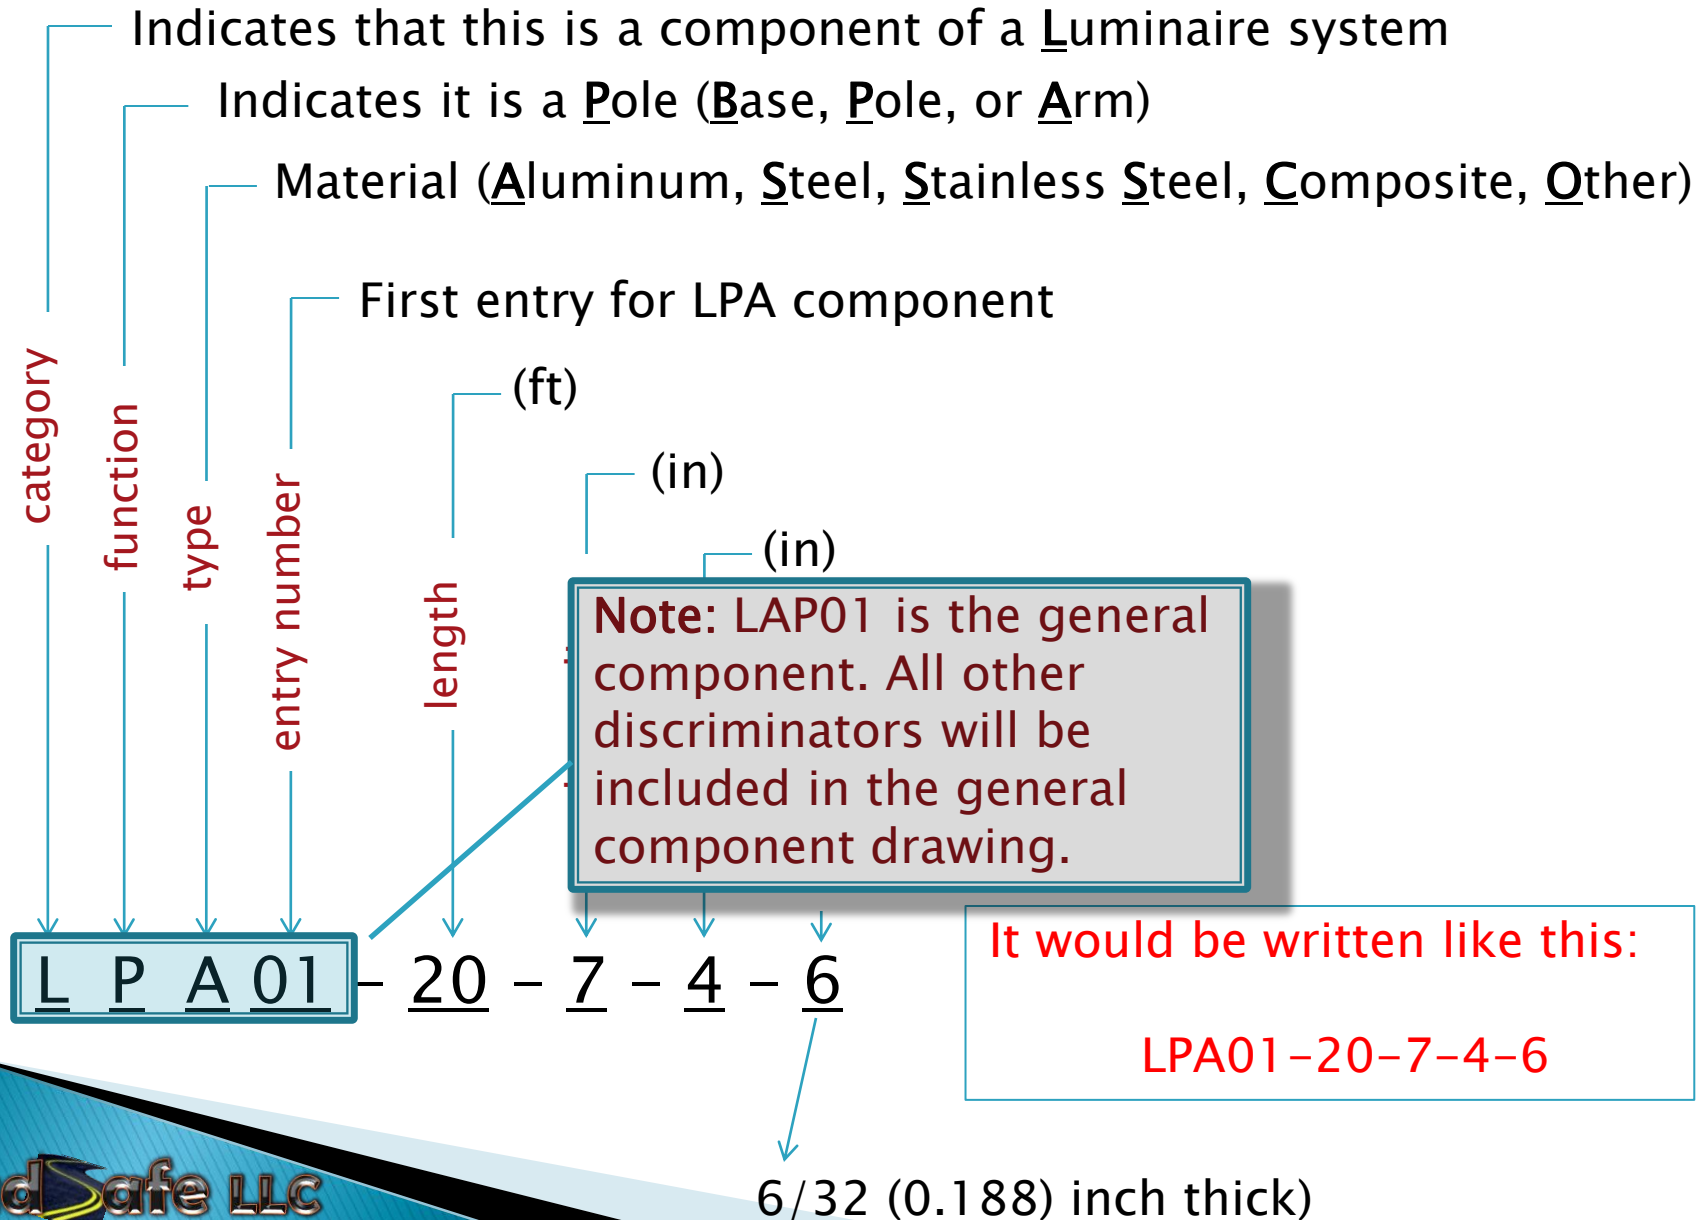 Indicates that this is a component of a Luminaire system
Indicates it is a Pole (Base, Pole, or Arm)
Material (Aluminum, Steel, Stainless Steel, Composite, Other)
First entry for LPA component
(ft)
(in)
(in)
category
function
type
entry number
length
Note: LAP01 is the general
component. All other
discriminators will be
included in the general
component drawing.
L P A 01 - 20 - 7 - 4 - 6
It would be written like this:
LPA01-20-7-4-6
6/32 (0.188) inch thick)
Safe LLC